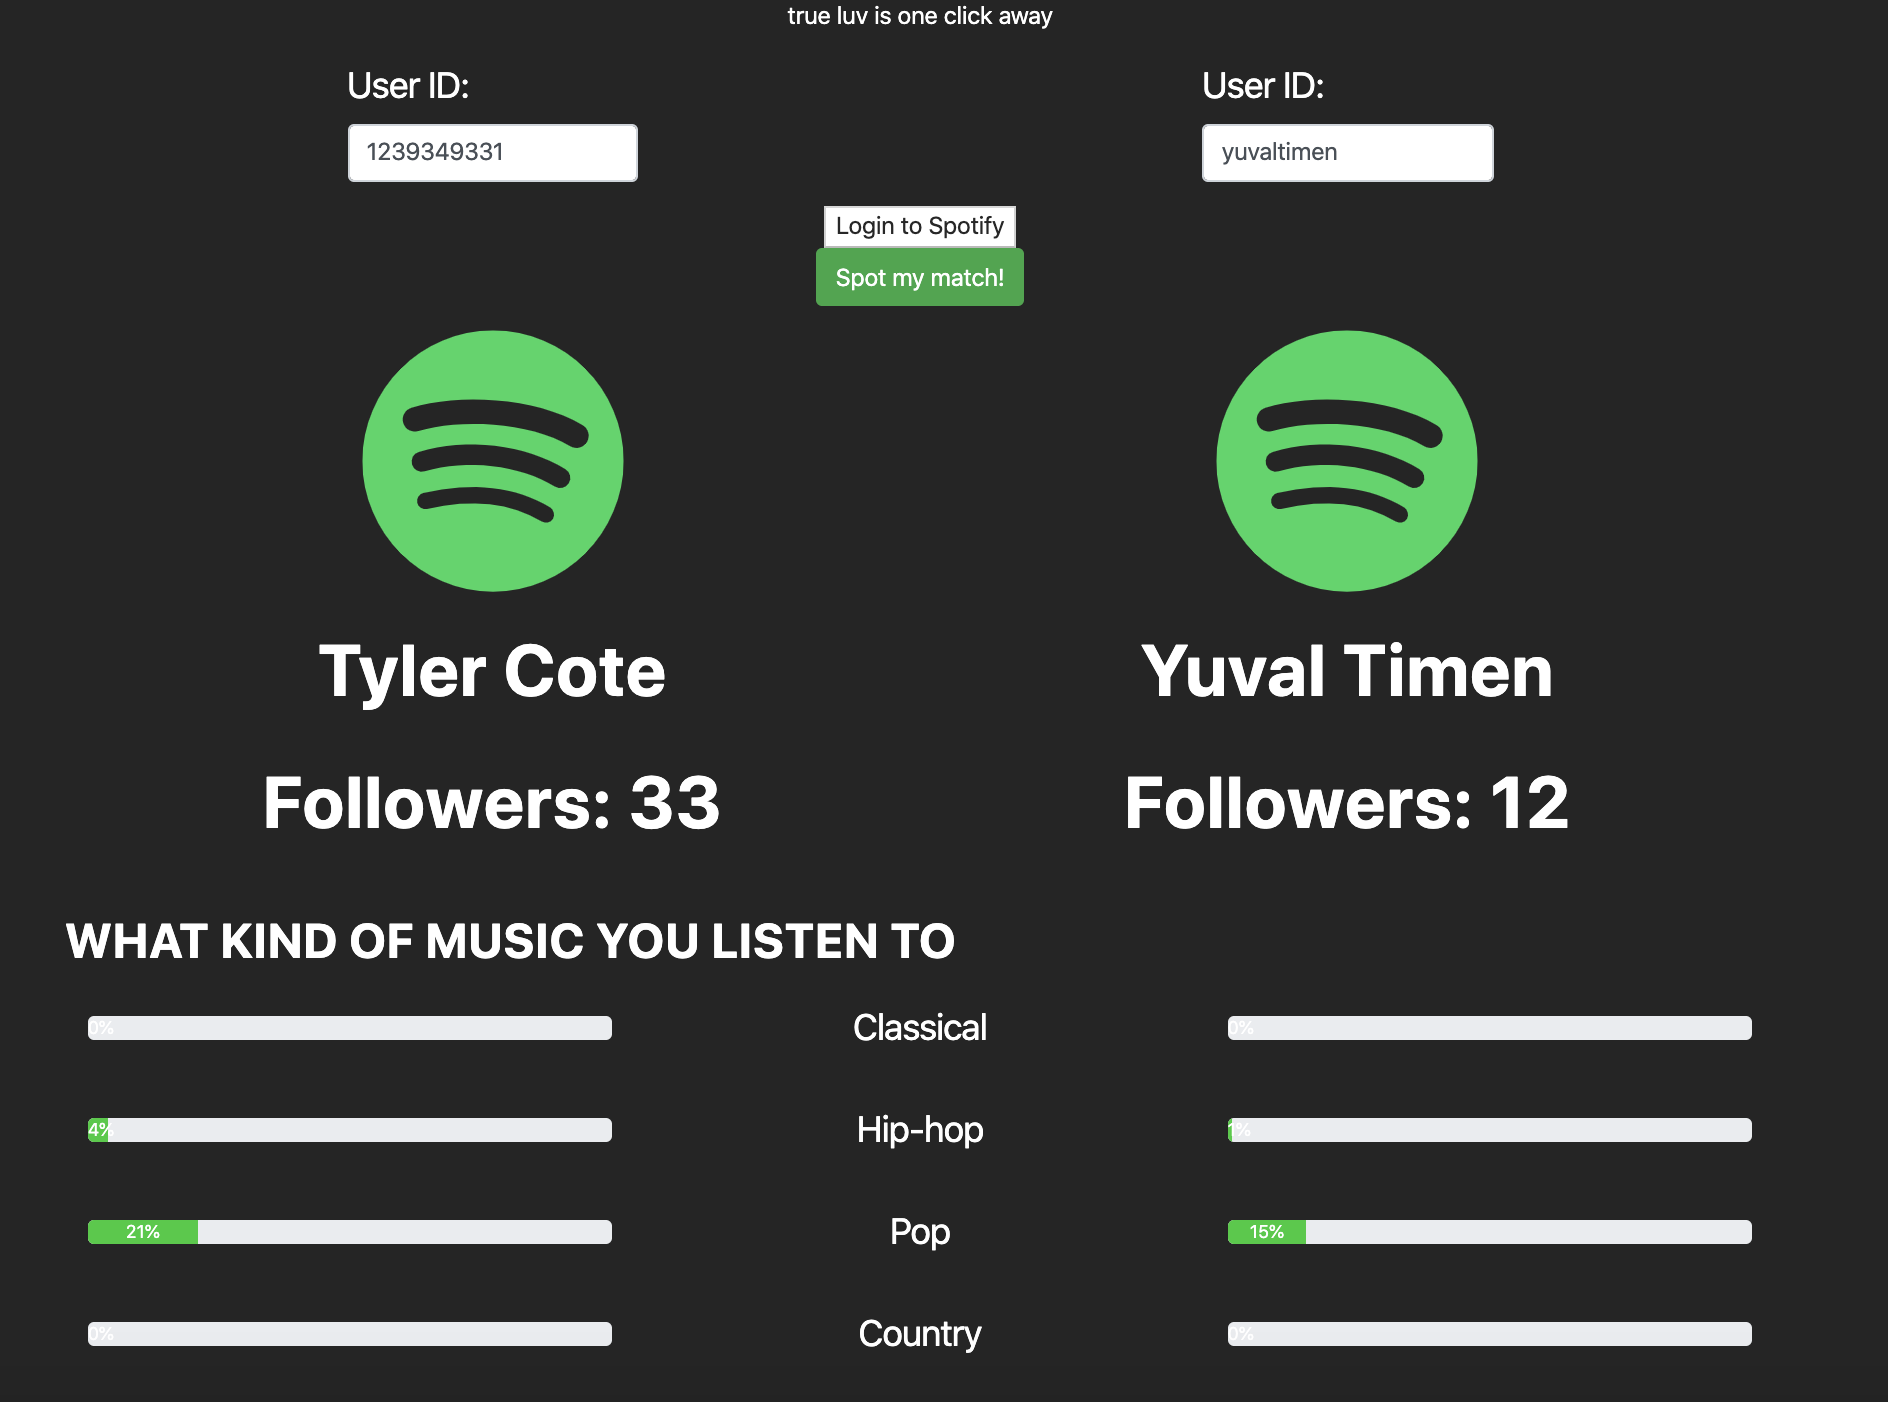 true luv is one click away
User ID: User ID:
1239349331 yuvaltimen
Login to Spotify
Spot my match!
Tyler Cote Yuval Timen
Followers: 33 Followers: 12
WHAT KIND OF MUSIC YOU LISTEN TO
0% Classical 0%
4% Hip-hop 1%
21% Pop 15%
0% Country 0%